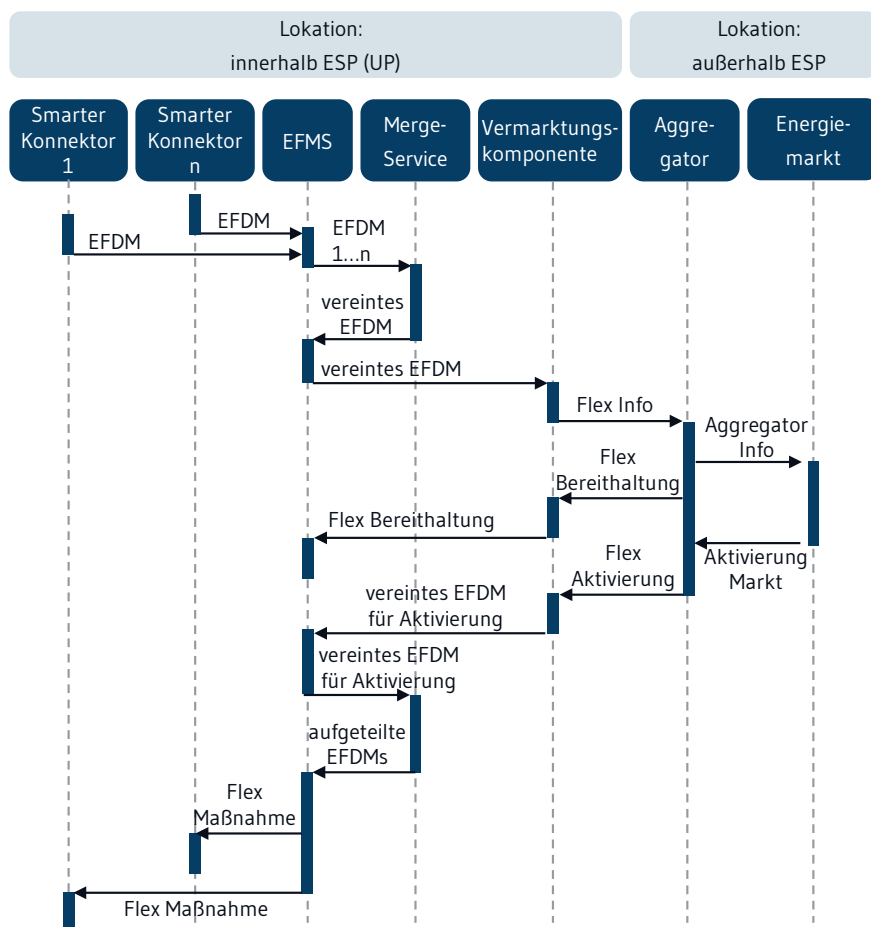 Lokation:
innerhalb ESP (UP)
Lokation:
außerhalb ESP
Smarter
Konnektor
1
Smarter
Konnektor
n
EFMS
Merge-
Service
Vermarktungs-
komponente
Aggre-
gator
Energie-
markt
EFDM
EFDM
EFDM
1...n
vereintes
EFDM
vereintes EFDM
Flex Info
Aggregator
Info
Flex
Bereithaltung
Flex Bereithaltung
Aktivierung
Markt
Flex
Aktivierung
vereintes EFDM
für Aktivierung
vereintes EFDM
für Aktivierung
aufgeteilte
EFDMs
Flex
Maßnahme
Flex Maßnahme